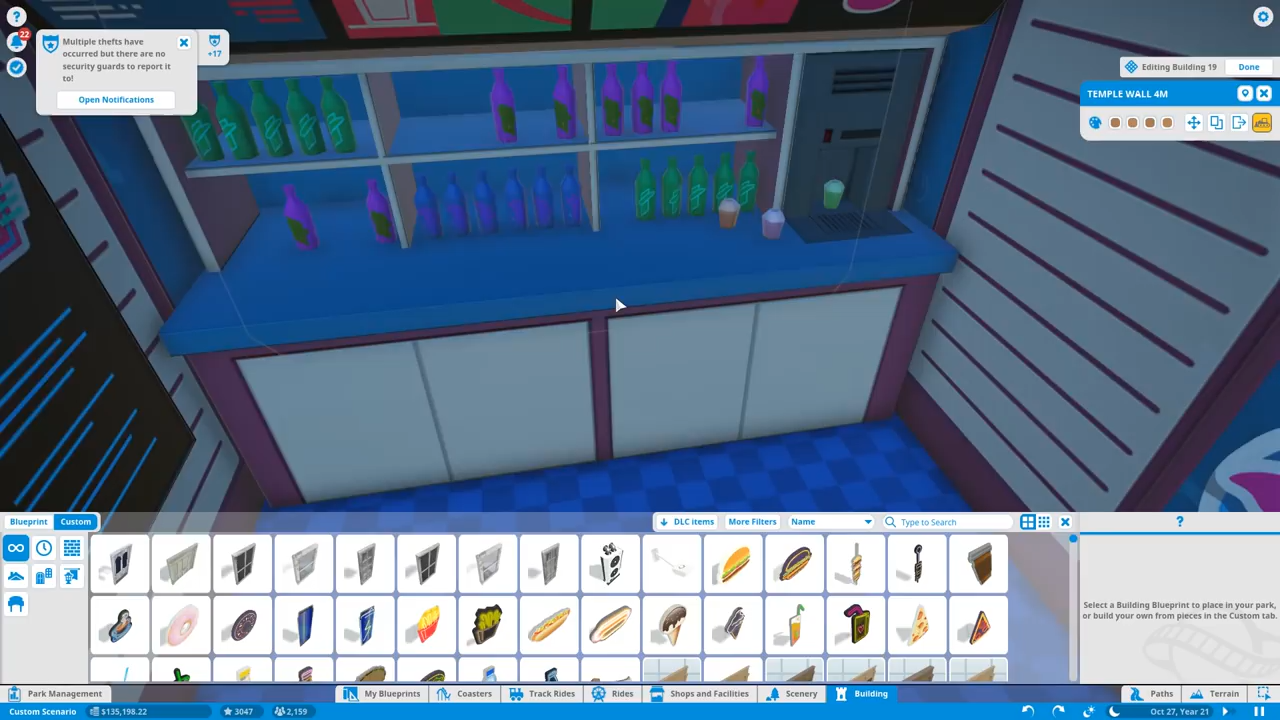 ?
22
Multiple thefts have
occurred but there are no
security guards to report it
to!
+17
Open Notifications
Editing Building 19
Done
TEMPLE WALL 4M
Blueprint
Custom
DLC items
More Filters
Name
Type to Search
?
Select a Building Blueprint to place in your park,
or build your own from pieces in the Custom tab.
Park Management
My Blueprints
Coasters
Track Rides
Rides
Shops and Facilities
Scenery
Building
Paths
Terrain
Custom Scenario
$135,198.22
3047
2,159
Oct 27, Year 21